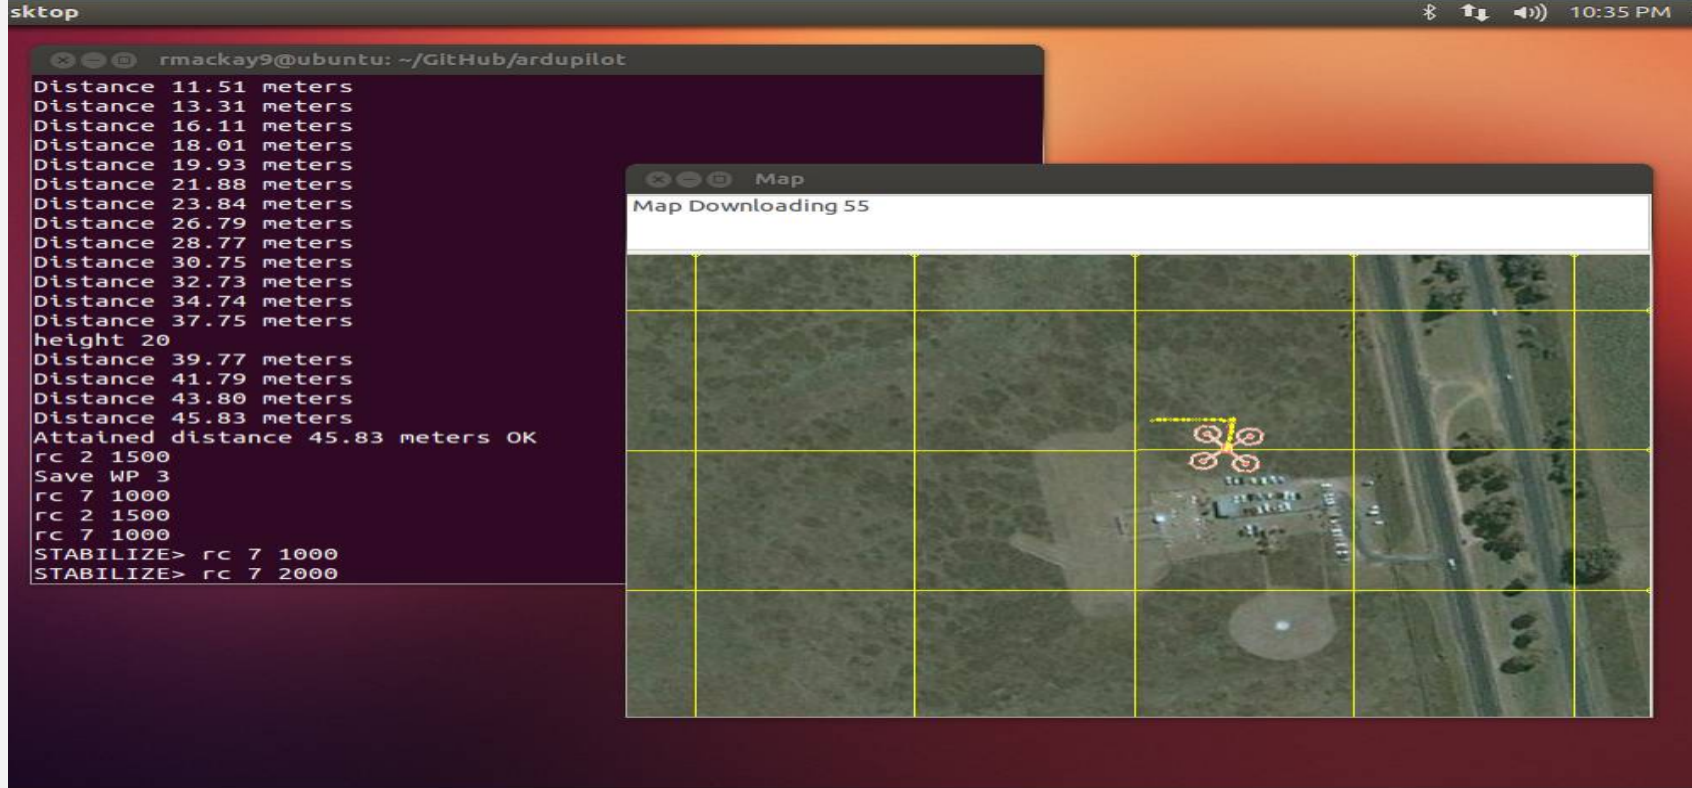 sktop
10:35 PM
rmackay9@ubuntu: ~/GitHub/ardupilot
Distance 11.51 meters
Distance 13.31 meters
Distance 16.11 meters
Distance 18.01 meters
Distance 19.93 meters
Distance 21.88 meters
Distance 23.84 meters
Distance 26.79 meters
Distance 28.77 meters
Distance 30.75 meters
Distance 32.73 meters
Distance 34.74 meters
Distance 37.75 meters
height 20
Distance 39.77 meters
Distance 41.79 meters
Distance 43.80 meters
Distance 45.83 meters
Attained distance 45.83 meters OK
rc 2 1500
Save WP 3
rc 7 1000
rc 2 1500
rc 7 1000
STABILIZE> rc 7 1000
STABILIZE> rc 7 2000
Map
Map Downloading 55